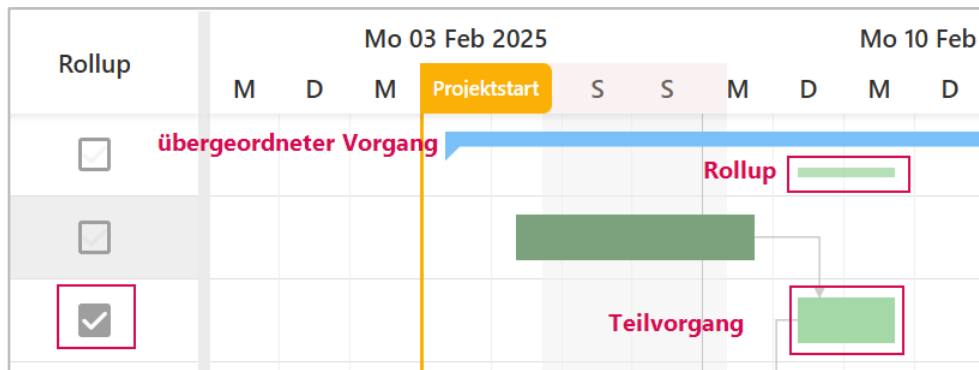 Rollup
Mo 03 Feb 2025
Mo 10 Feb
M D M Projektstart S S M D M D
übergeordneter Vorgang
Rollup
Teilvorgang